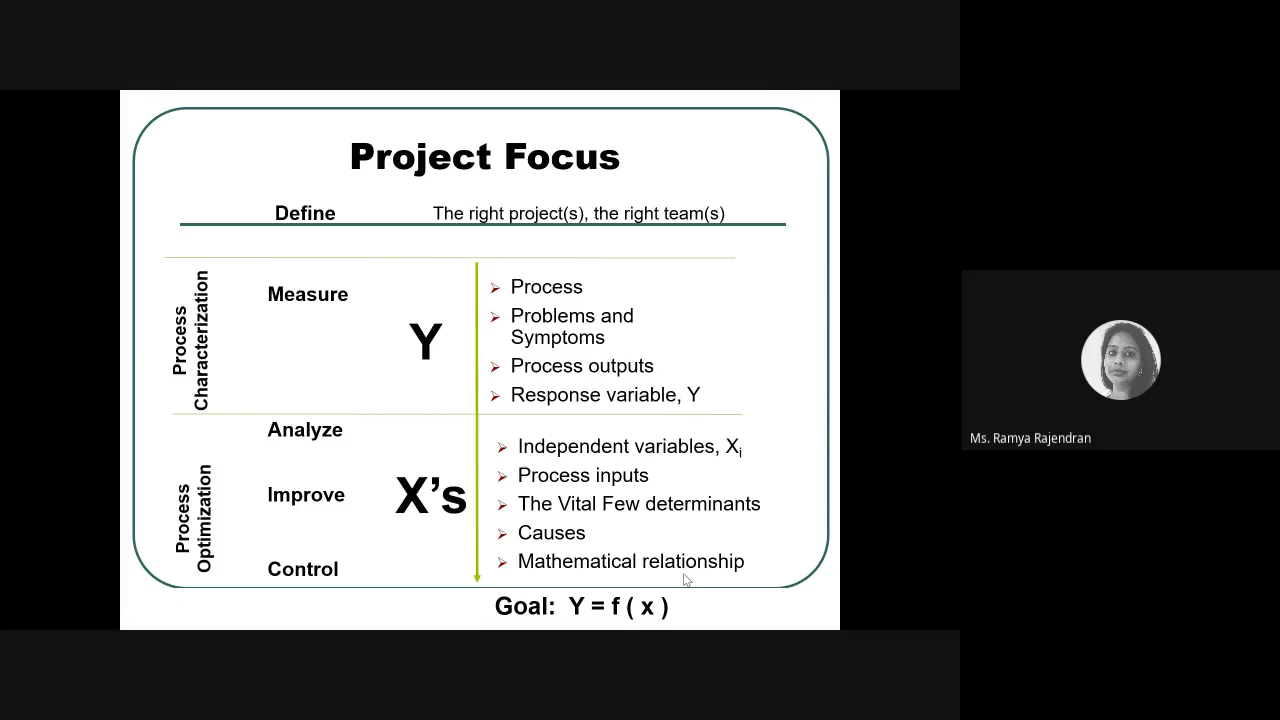 Project Focus
Define
The right project(s), the right team(s)
Process
Characterization
Measure
Y
Process
Problems and
Symptoms
Process outputs
Response variable, Y
Process
Optimization
Analyze
Improve
Control
X's
Independent variables, Xi
Process inputs
The Vital Few determinants
Causes
Mathematical relationship
Goal: Y = f ( x )
Ms. Ramya Rajendran